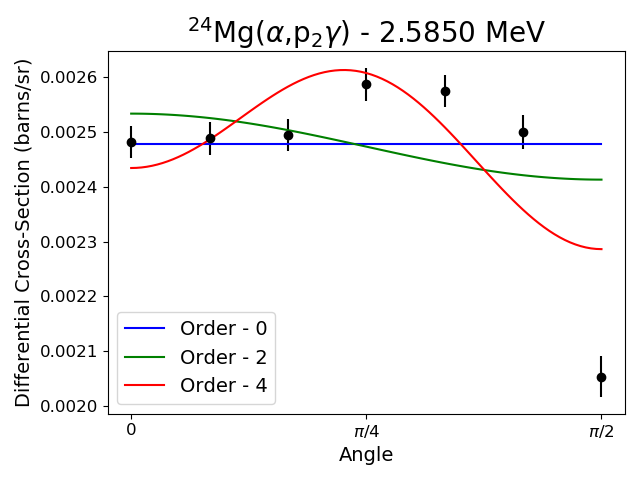 ²⁴Mg(α,p₂γ) - 2.5850 MeV
Differential Cross-Section (barns/sr)
0.0026
0.0025
0.0024
0.0023
0.0022
0.0021
0.0020
Order - 0
Order - 2
Order - 4
0
π/4
π/2
Angle